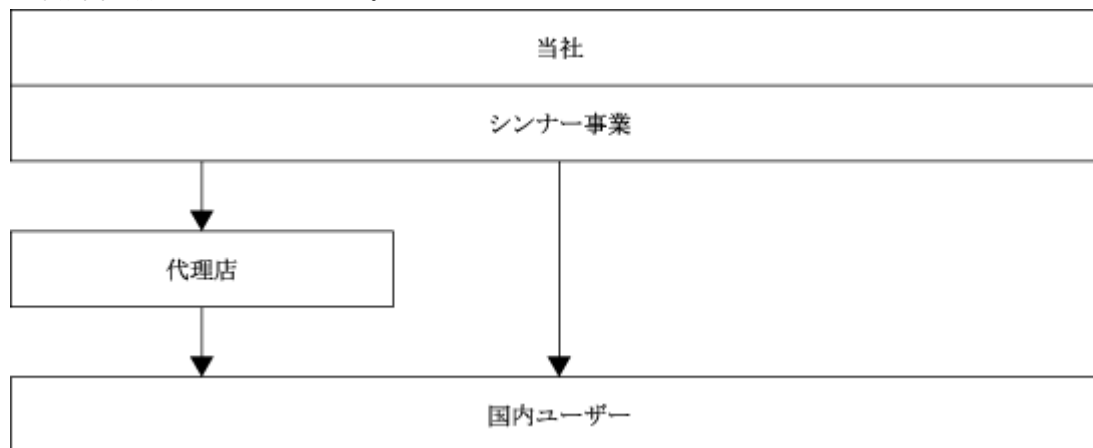 当社
シンナー事業
代理店
国内ユーザー